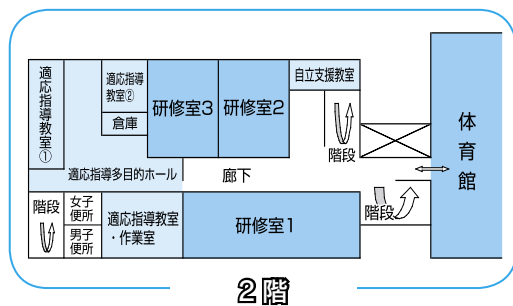 適応指導教室①
適応指導
教室②
倉庫
研修室3
研修室2
自立支援教室
階段
体育館
適応指導多目的ホール
廊下
階段
女子
便所
男子
便所
適応指導教室
・作業室
研修室1
階段
2階